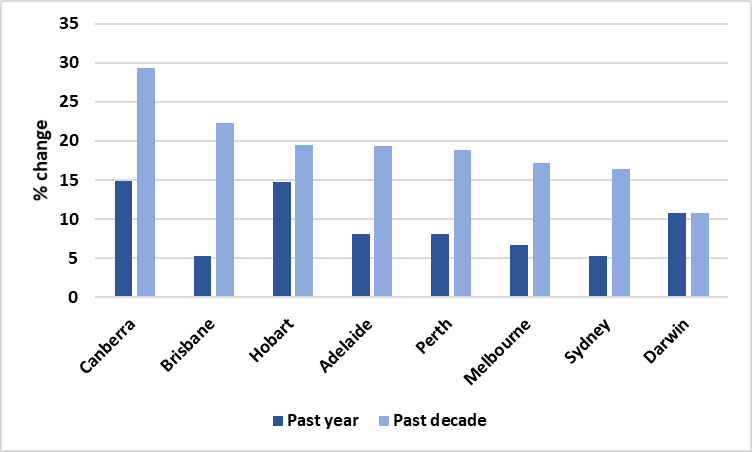 35
30
25
20
15
10
5
0
% change
Canberra
Brisbane
Hobart
Adelaide
Perth
Melbourne
Sydney
Darwin
Past year
Past decade